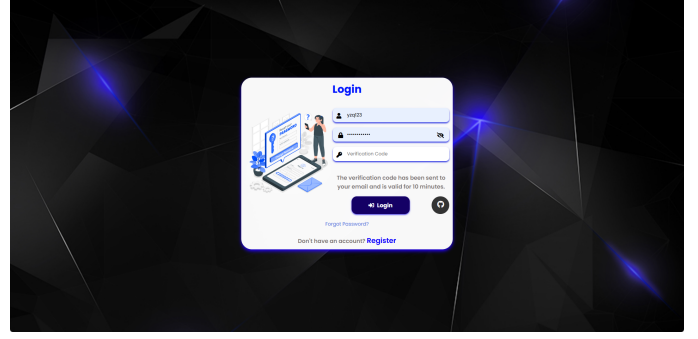 Login
yzql23
••••••••••••
Verification Code
The verification code has been sent to
your email and is valid for 10 minutes.
Login
Forgot Password?
Don't have an account? Register